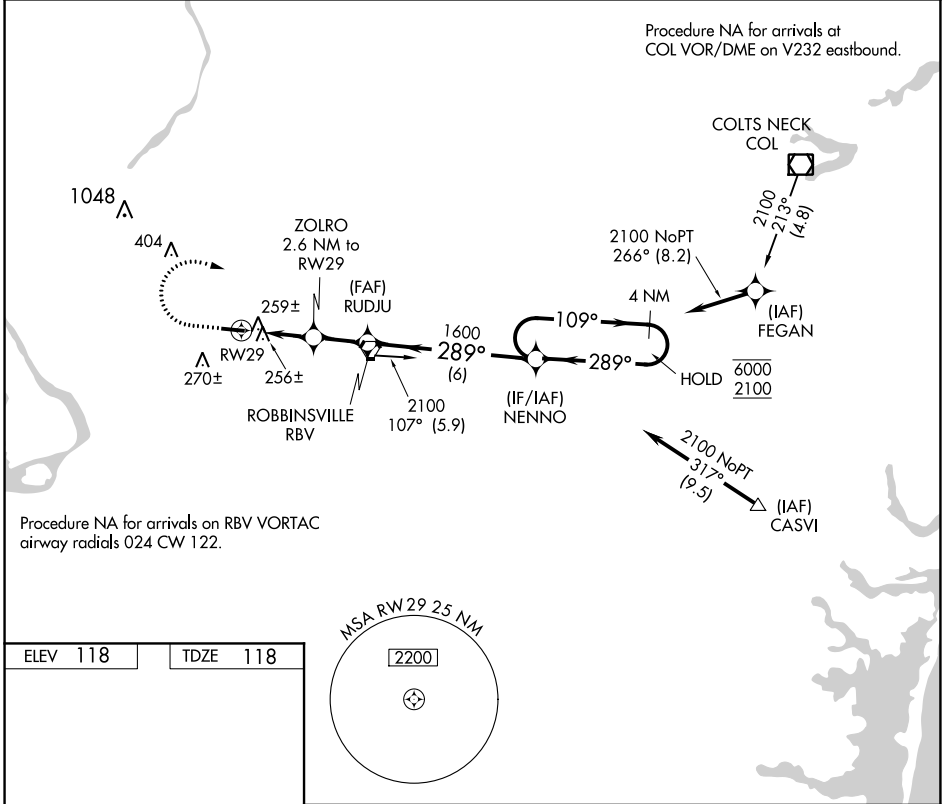 Procedure NA for arrivals at
COL VOR/DME on V232 eastbound.
COLTS NECK
COL
2100
213°
(4.8)
1048
404
ZOLRO
2.6 NM to
RW29
2100 NoPT
266° (8.2)
(FAF)
RUDJU
4 NM
(IAF)
FEGAN
259±
109°
1600
289°
(6)
289°
RW29
270±
256±
HOLD
6000
2100
ROBBINSVILLE
RBV
2100
107° (5.9)
(IF/IAF)
NENNO
2100 NoPT
317°
(9.5)
(IAF)
CASVI
Procedure NA for arrivals on RBV VORTAC
airway radials 024 CW 122.
MSA RW29 25 NM
2200
ELEV 118
TDZE 118